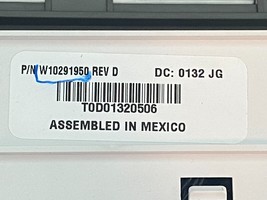 P/N W10291950 REV D DC: 0132 JG
T0D01320506
ASSEMBLED IN MEXICO